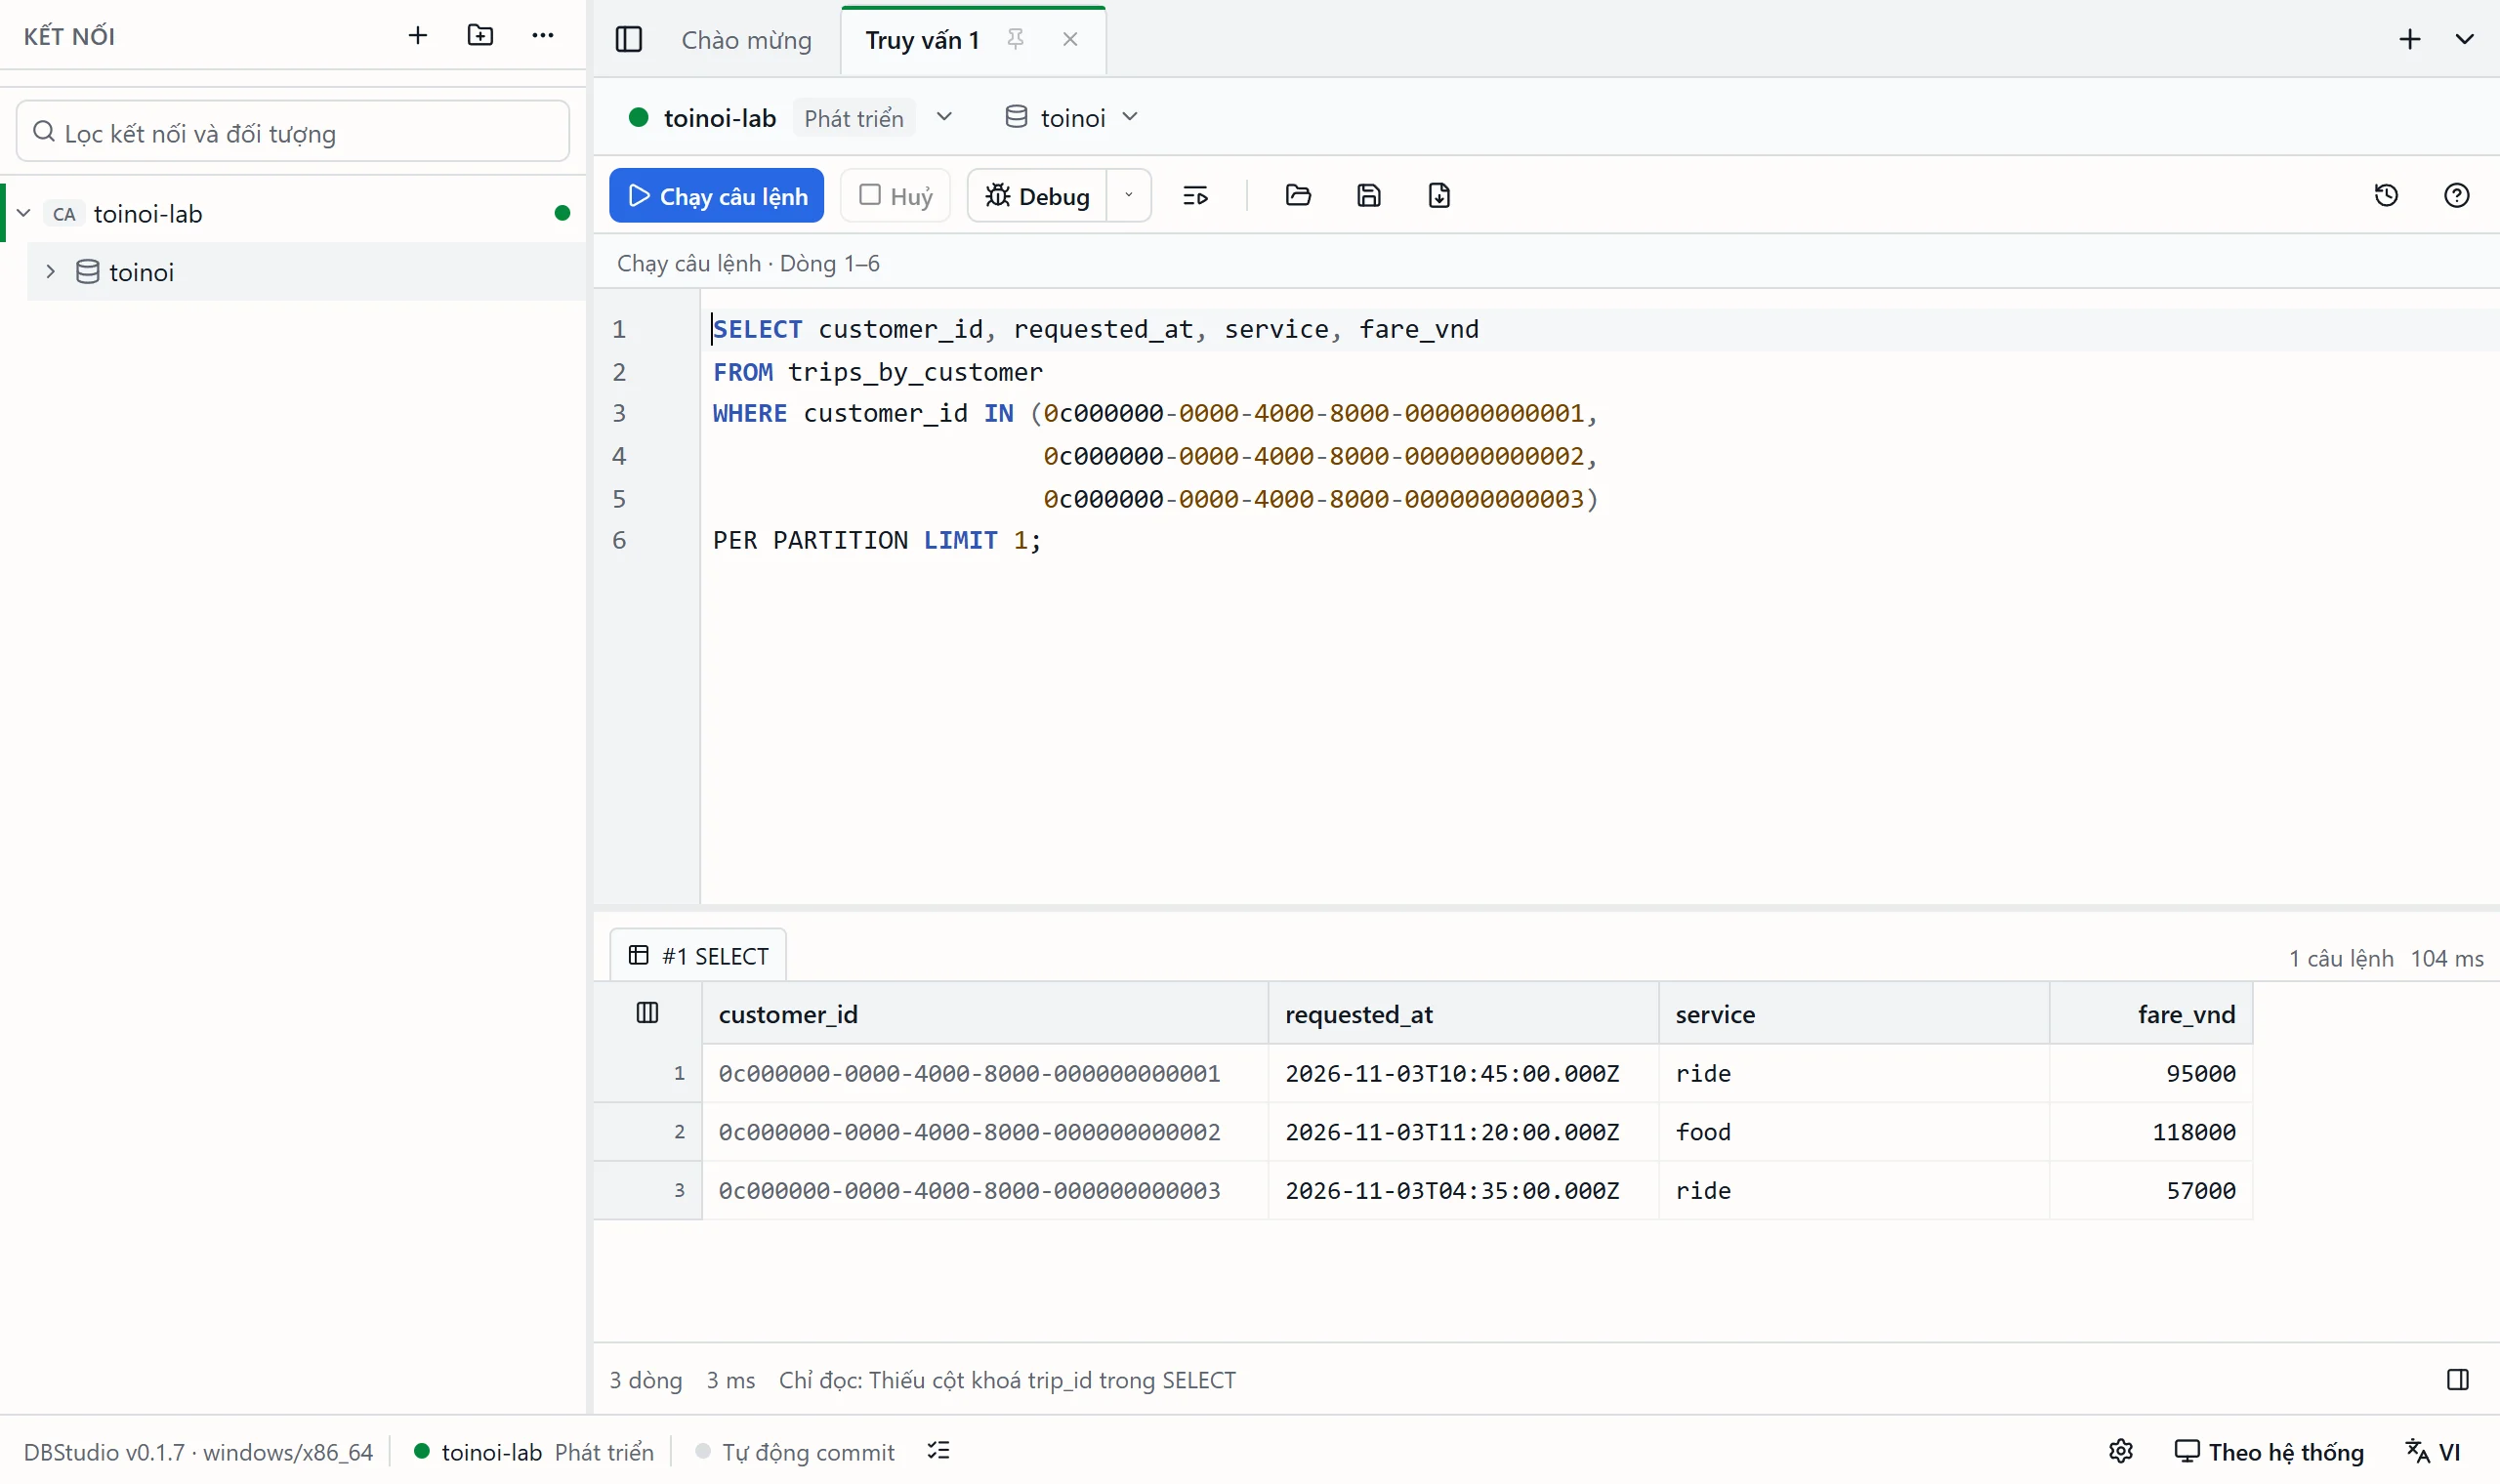 KẾT NỐI
Lọc kết nối và đối tượng
CA toinoi-lab
toinoi
Chào mừng
Truy vấn 1
toinoi-lab Phát triển toinoi
Chạy câu lệnh Huỷ Debug
Chạy câu lệnh · Dòng 1–6
1 SELECT customer_id, requested_at, service, fare_vnd
2 FROM trips_by_customer
3 WHERE customer_id IN (0c000000-0000-4000-8000-000000000001,
4 0c000000-0000-4000-8000-000000000002,
5 0c000000-0000-4000-8000-000000000003)
6 PER PARTITION LIMIT 1;
#1 SELECT
1 câu lệnh 104 ms
customer_id requested_at service fare_vnd
1 0c000000-0000-4000-8000-000000000001 2026-11-03T10:45:00.000Z ride 95000
2 0c000000-0000-4000-8000-000000000002 2026-11-03T11:20:00.000Z food 118000
3 0c000000-0000-4000-8000-000000000003 2026-11-03T04:35:00.000Z ride 57000
3 dòng 3 ms Chỉ đọc: Thiếu cột khoá trip_id trong SELECT
DBStudio v0.1.7 · windows/x86_64 toinoi-lab Phát triển Tự động commit
Theo hệ thống VI